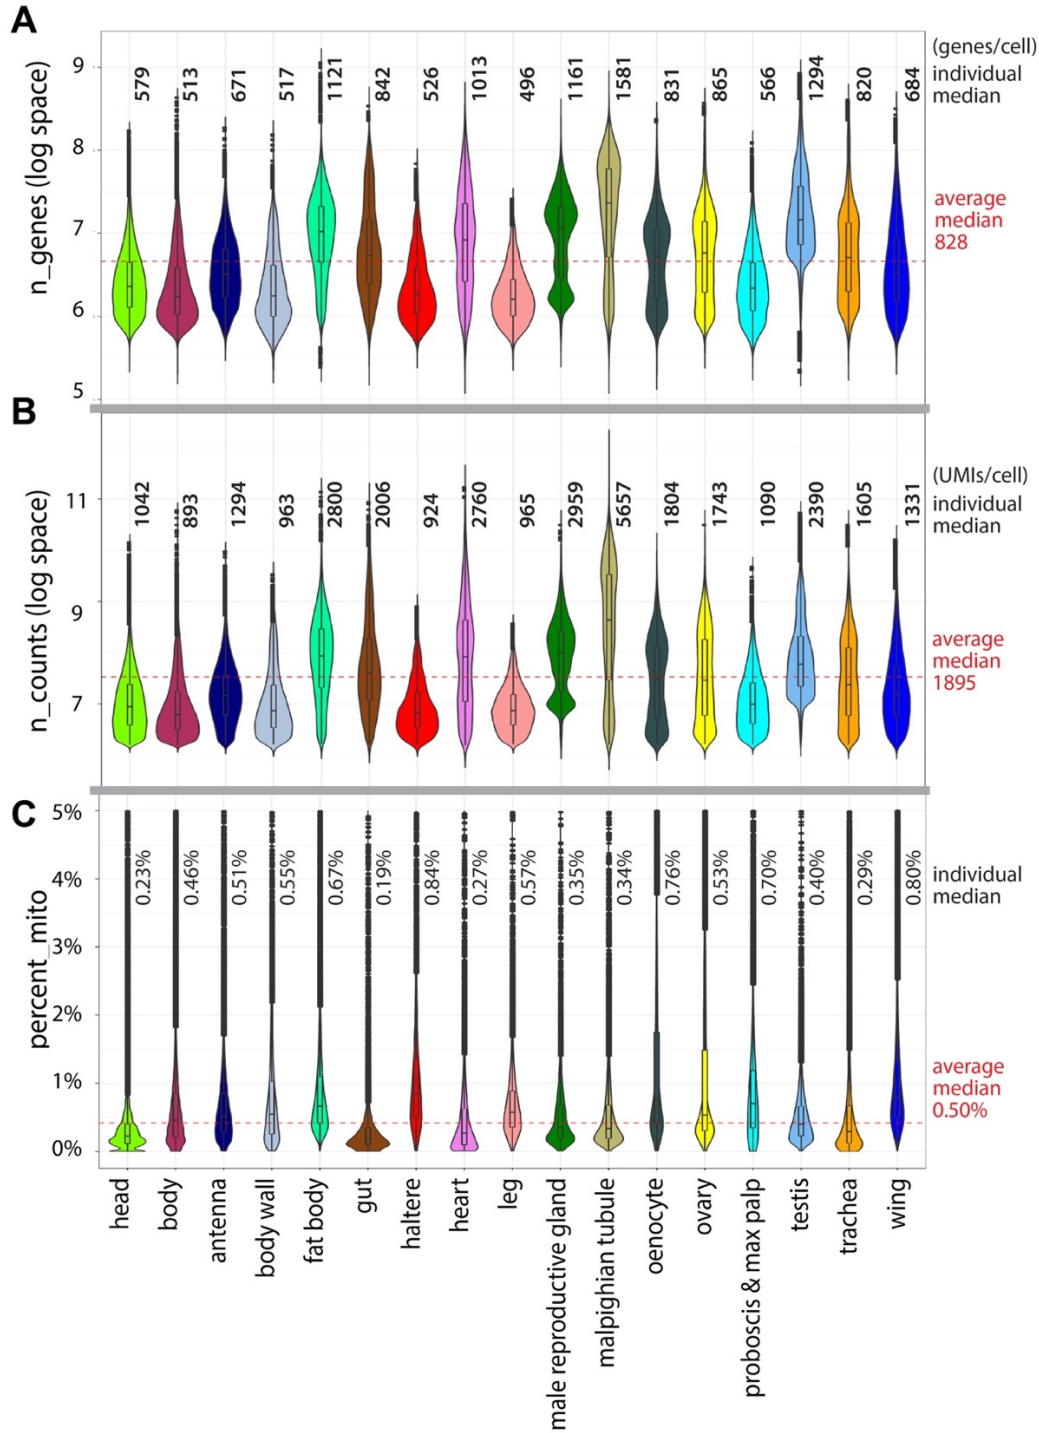 A
n_genes (log space)
9
8
7
6
5
579 513 671 517 1121 842 526 1013 496 1161 1581 831 865 566 1294 820 684
(genes/cell)
individual
median
average
median
828
B
n_counts (log space)
11
9
7
1042 893 1294 963 2800 2006 924 2760 965 2959 5657 1804 1743 1090 2390 1605 1331
(UMIs/cell)
individual
median
average
median
1895
C
percent_mito
5%
4%
3%
2%
1%
0%
0.23% 0.46% 0.51% 0.55% 0.67% 0.19% 0.84% 0.27% 0.57% 0.35% 0.34% 0.76% 0.53% 0.70% 0.40% 0.29% 0.80%
individual
median
average
median
0.50%
head
body
antenna
body wall
fat body
gut
haltere
heart
leg
male reproductive gland
malpighian tubule
oenocyte
ovary
proboscis & max palp
testis
trachea
wing